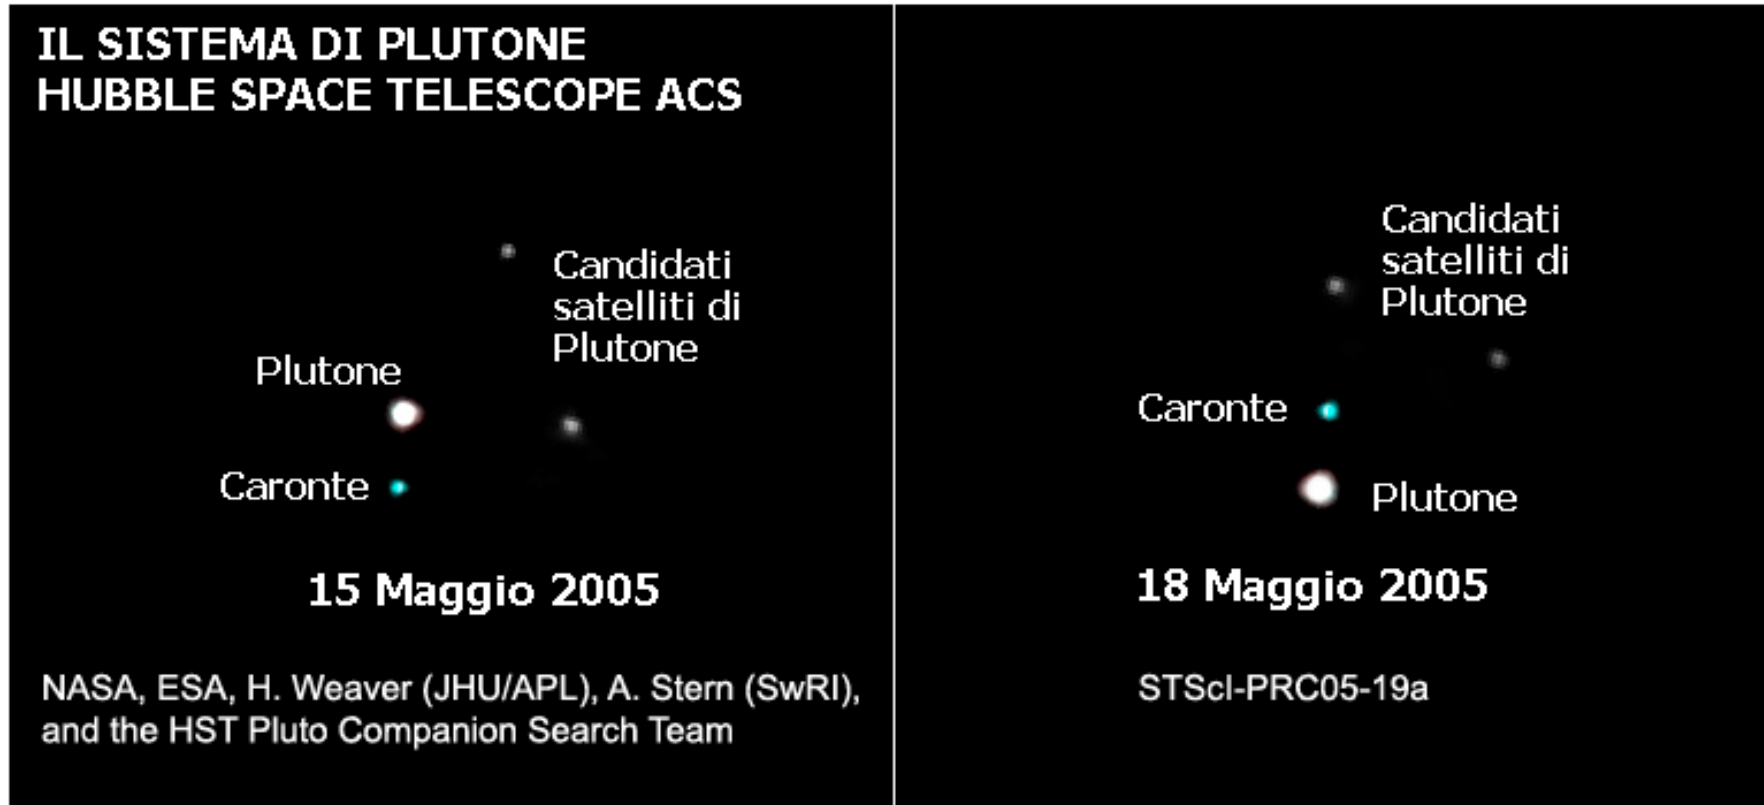 IL SISTEMA DI PLUTONE
HUBBLE SPACE TELESCOPE ACS
Candidati
satelliti di
Plutone
Plutone
Caronte
15 Maggio 2005
NASA, ESA, H. Weaver (JHU/APL), A. Stern (SwRI),
and the HST Pluto Companion Search Team
Candidati
satelliti di
Plutone
Caronte
Plutone
18 Maggio 2005
STScI-PRC05-19a